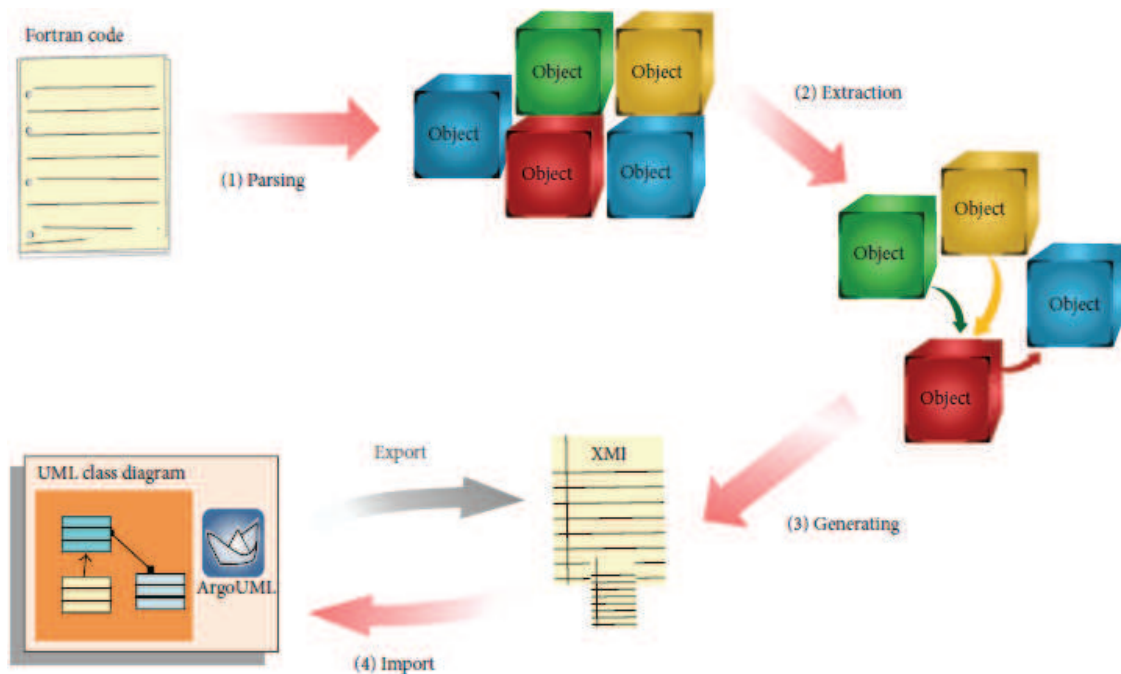 Fortran code
Object
Object
Object
Object
Object
(1) Parsing
(2) Extraction
Object
Object
Object
Object
UML class diagram
ArgoUML
Export
XMI
(3) Generating
(4) Import